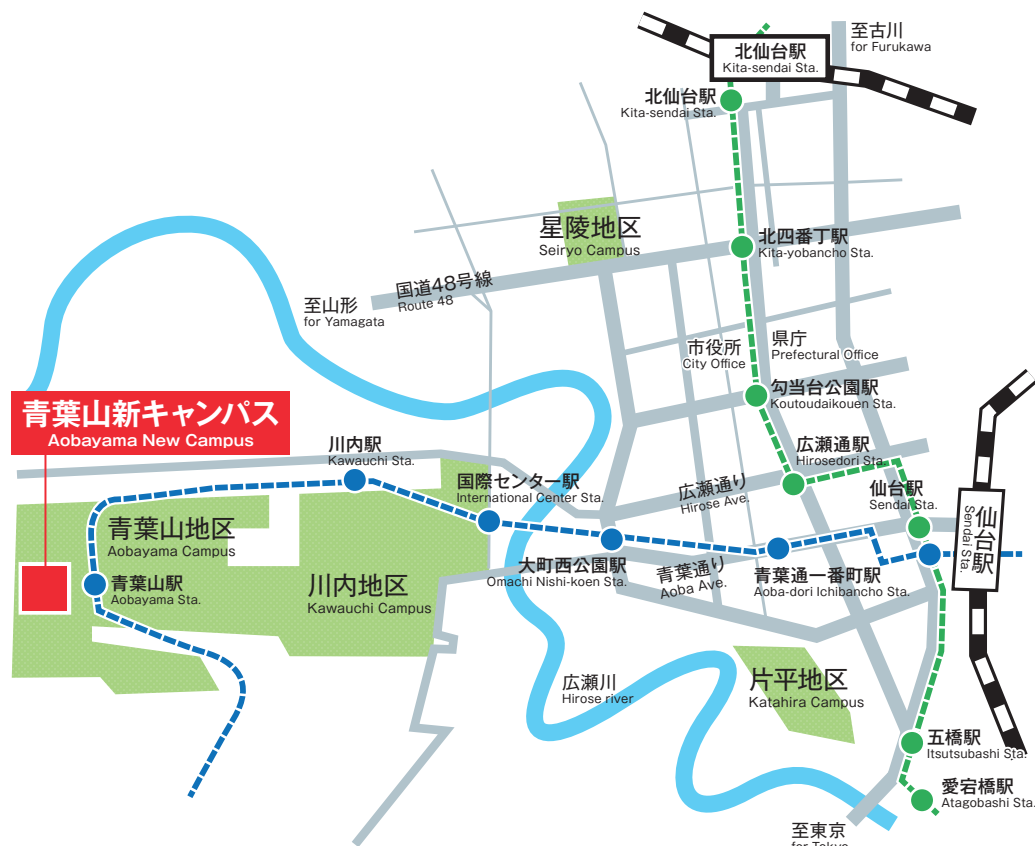 至古川
for Furukawa
北仙台駅
Kita-sendai Sta.
北仙台駅
Kita-sendai Sta.
星陵地区
Seiryo Campus
北四番丁駅
Kita-yobancho Sta.
国道48号線
Route 48
至山形
for Yamagata
市役所
City Office
県庁
Prefectural Office
勾当台公園駅
Koutoudaikouen Sta.
青葉山新キャンパス
Aobayama New Campus
川内駅
Kawauchi Sta.
広瀬通駅
Hirosedori Sta.
国際センター駅
International Center Sta.
広瀬通り
Hirose Ave.
仙台駅
Sendai Sta.
仙台駅
Sendai Sta.
青葉山地区
Aobayama Campus
大町西公園駅
Omachi Nishi-koen Sta.
青葉通り
Aoba Ave.
青葉通一番町駅
Aoba-dori Ichibancho Sta.
青葉山駅
Aobayama Sta.
川内地区
Kawauchi Campus
広瀬川
Hirose river
片平地区
Katahira Campus
五橋駅
Itsutsubashi Sta.
愛宕橋駅
Atagobashi Sta.
至東京
for Tokyo